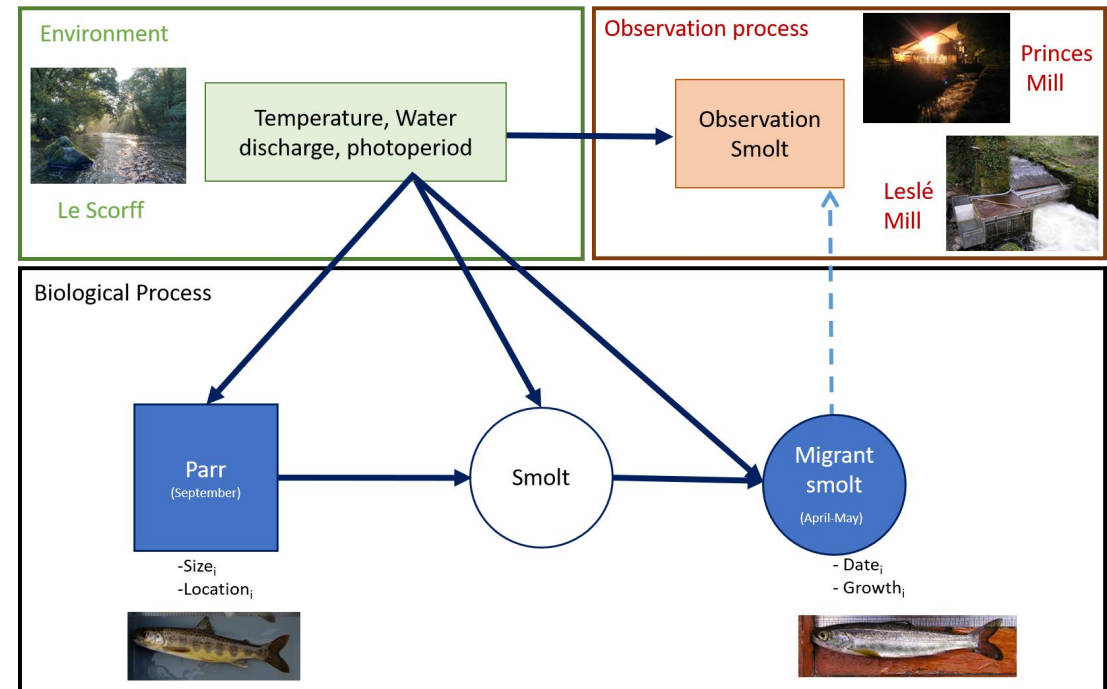 Environment
Temperature, Water
discharge, photoperiod
Le Scorff
Observation process
Observation
Smolt
Princes
Mill
Leslé
Mill
Biological Process
Parr
(September)
Smolt
Migrant
smolt
(April-May)
-Sizei
-Locationi
- Datei
- Growthi